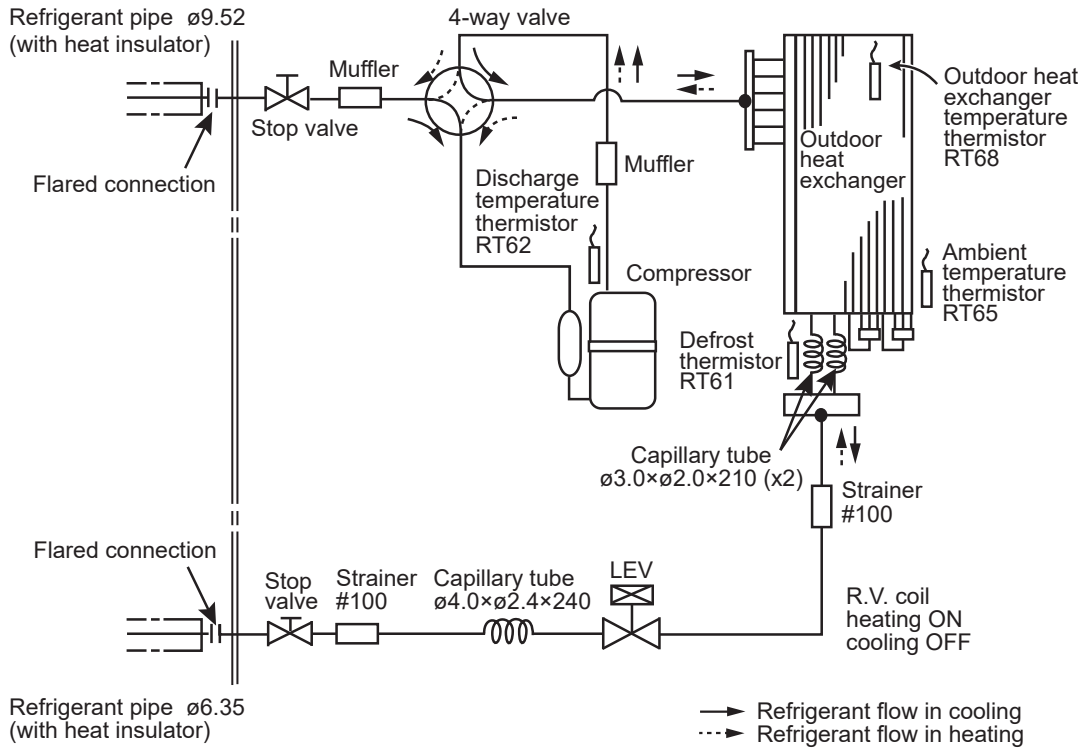 Refrigerant pipe ø9.52
(with heat insulator)
4-way valve
Muffler
Stop valve
Flared connection
Outdoor heat
exchanger
temperature
thermistor
RT68
Outdoor
heat
exchanger
Muffler
Discharge
temperature
thermistor
RT62
Compressor
Ambient
temperature
thermistor
RT65
Defrost
thermistor
RT61
Capillary tube
ø3.0×ø2.0×210 (x2)
Strainer
#100
Flared connection
Stop
valve
Strainer
#100
Capillary tube
ø4.0×ø2.4×240
LEV
R.V. coil
heating ON
cooling OFF
Refrigerant pipe ø6.35
(with heat insulator)
Refrigerant flow in cooling
Refrigerant flow in heating